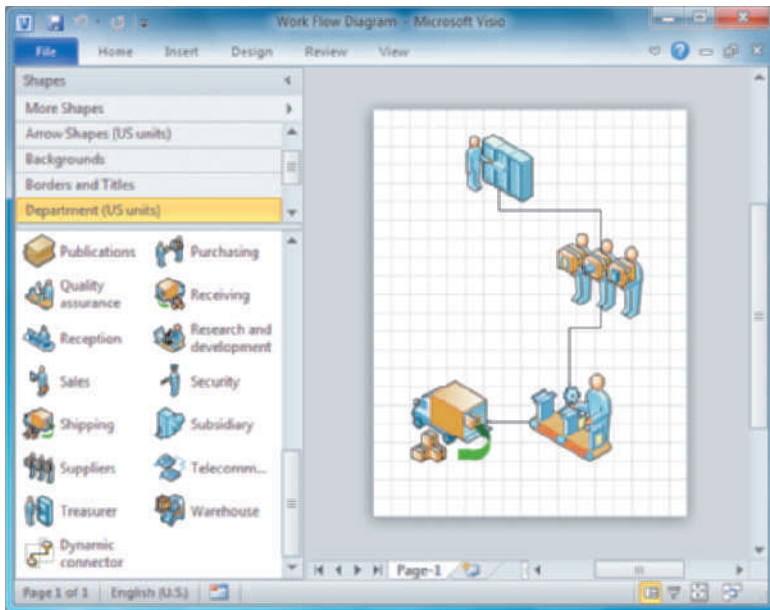 Work Flow Diagram - Microsoft Visio
File Home Insert Design Review View
Shapes
More Shapes
Arrow Shapes (US units)
Backgrounds
Borders and Titles
Department (US units)
Publications Purchasing
Quality assurance Receiving
Reception Research and development
Sales Security
Shipping Subsidiary
Suppliers Telecomm...
Treasurer Warehouse
Dynamic connector
Page-1
Page 1 of 1 English (U.S.)